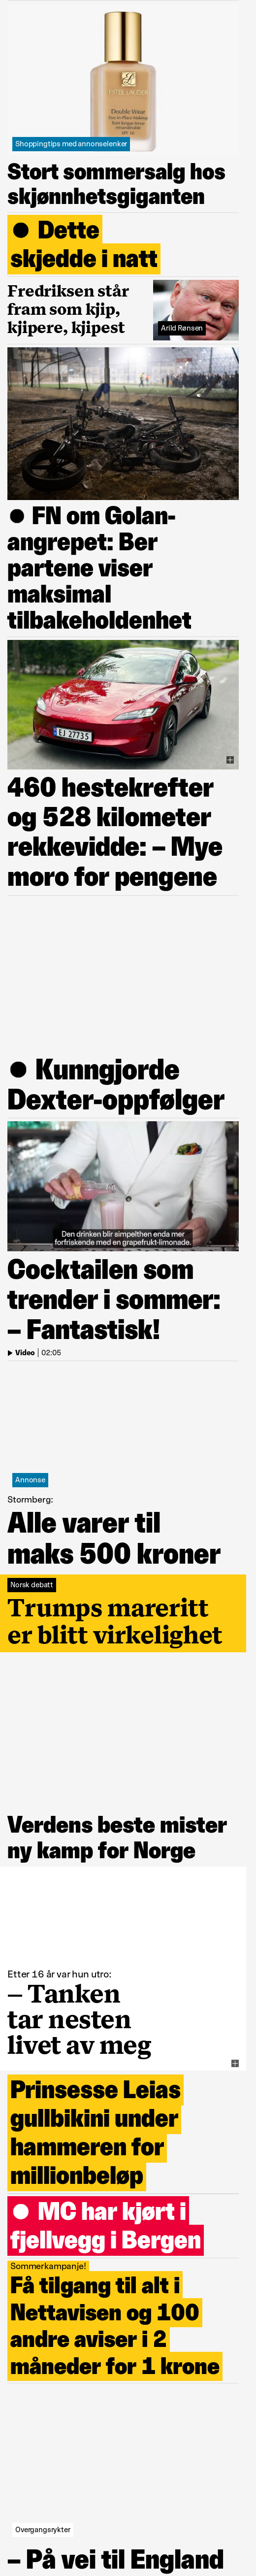 ESTĒE LAUDER
Double Wear
Stay-in-Place Makeup
Shoppingtips med annonselenker
Stort sommersalg hos
skjønnhetsgiganten
● Dette
skjedde i natt
Fredriksen står
fram som kjip,
kjipere, kjipest
Arild Rønsen
● FN om Golan-
angrepet: Ber
partene viser
maksimal
tilbakeholdenhet
EJ 27735
460 hestekrefter
og 528 kilometer
rekkevidde: – Mye
moro for pengene
● Kunngjorde
Dexter-oppfølger
Den drinken blir simpelthen enda mer
forfriskende med en grapefrukt-limonade.
Cocktailen som
trender i sommer:
– Fantastisk!
Video | 02:05
Annonse
Stormberg:
Alle varer til
maks 500 kroner
Norsk debatt
Trumps mareritt
er blitt virkelighet
Verdens beste mister
ny kamp for Norge
Etter 16 år var hun utro:
– Tanken
tar nesten
livet av meg
Prinsesse Leias
gullbikini under
hammeren for
millionbeløp
● MC har kjørt i
fjellvegg i Bergen
Sommerkampanje!
Få tilgang til alt i
Nettavisen og 100
andre aviser i 2
måneder for 1 krone
Overgangsrykter
– På vei til England